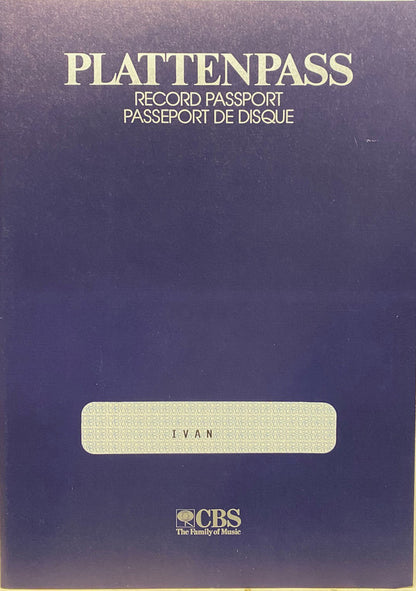 PLATTENPASS
RECORD PASSPORT
PASSEPORT DE DISQUE
IVAN
CBS
The Family of Music